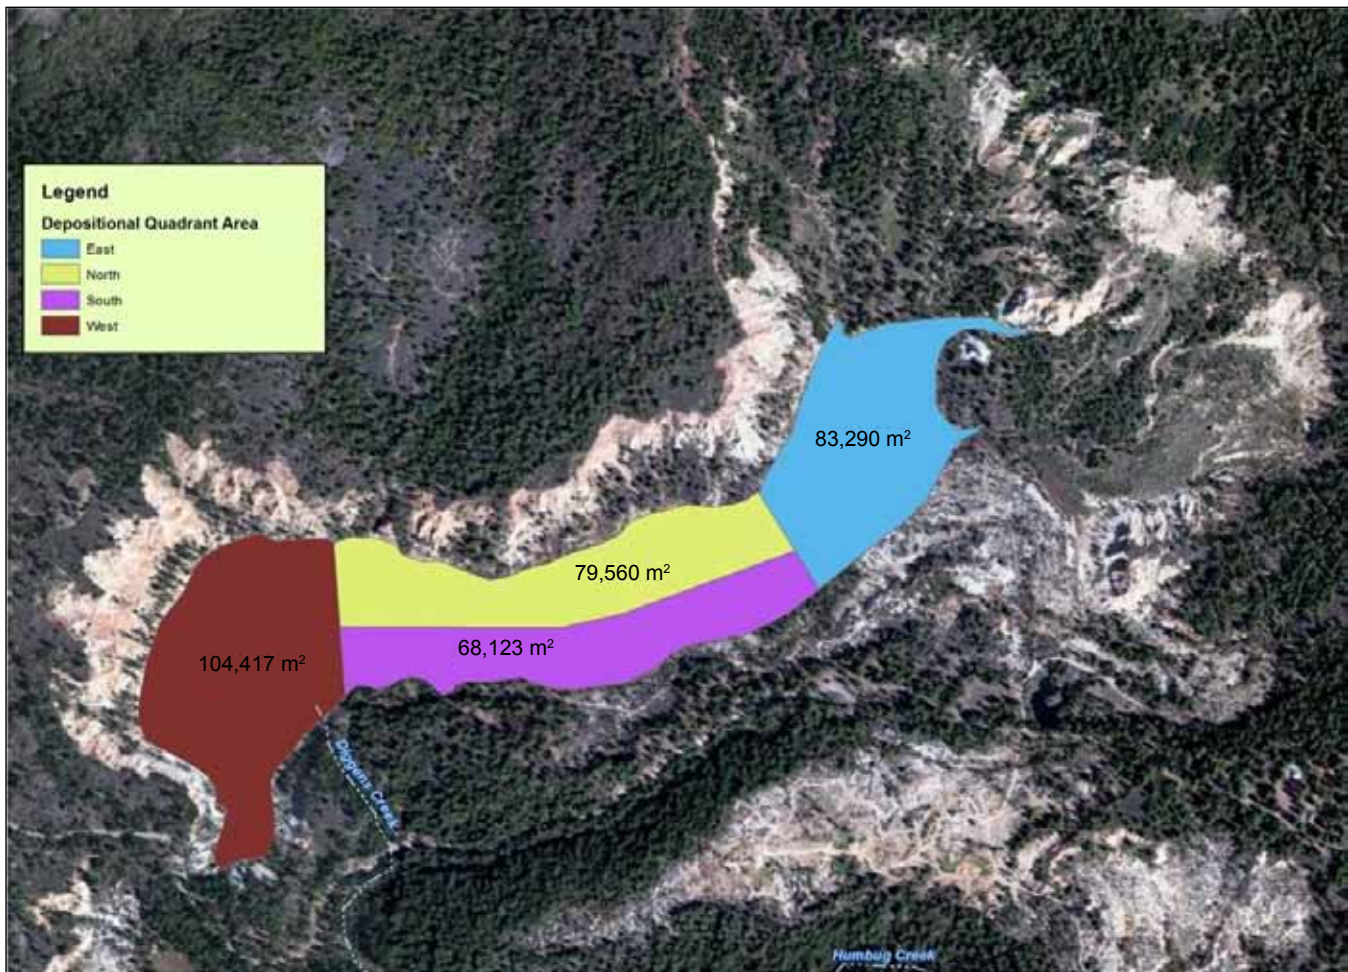 Legend
Depositional Quadrant Area
East
North
South
West
83,290 m²
79,560 m²
68,123 m²
104,417 m²
Diggens Creek
Humbug Creek